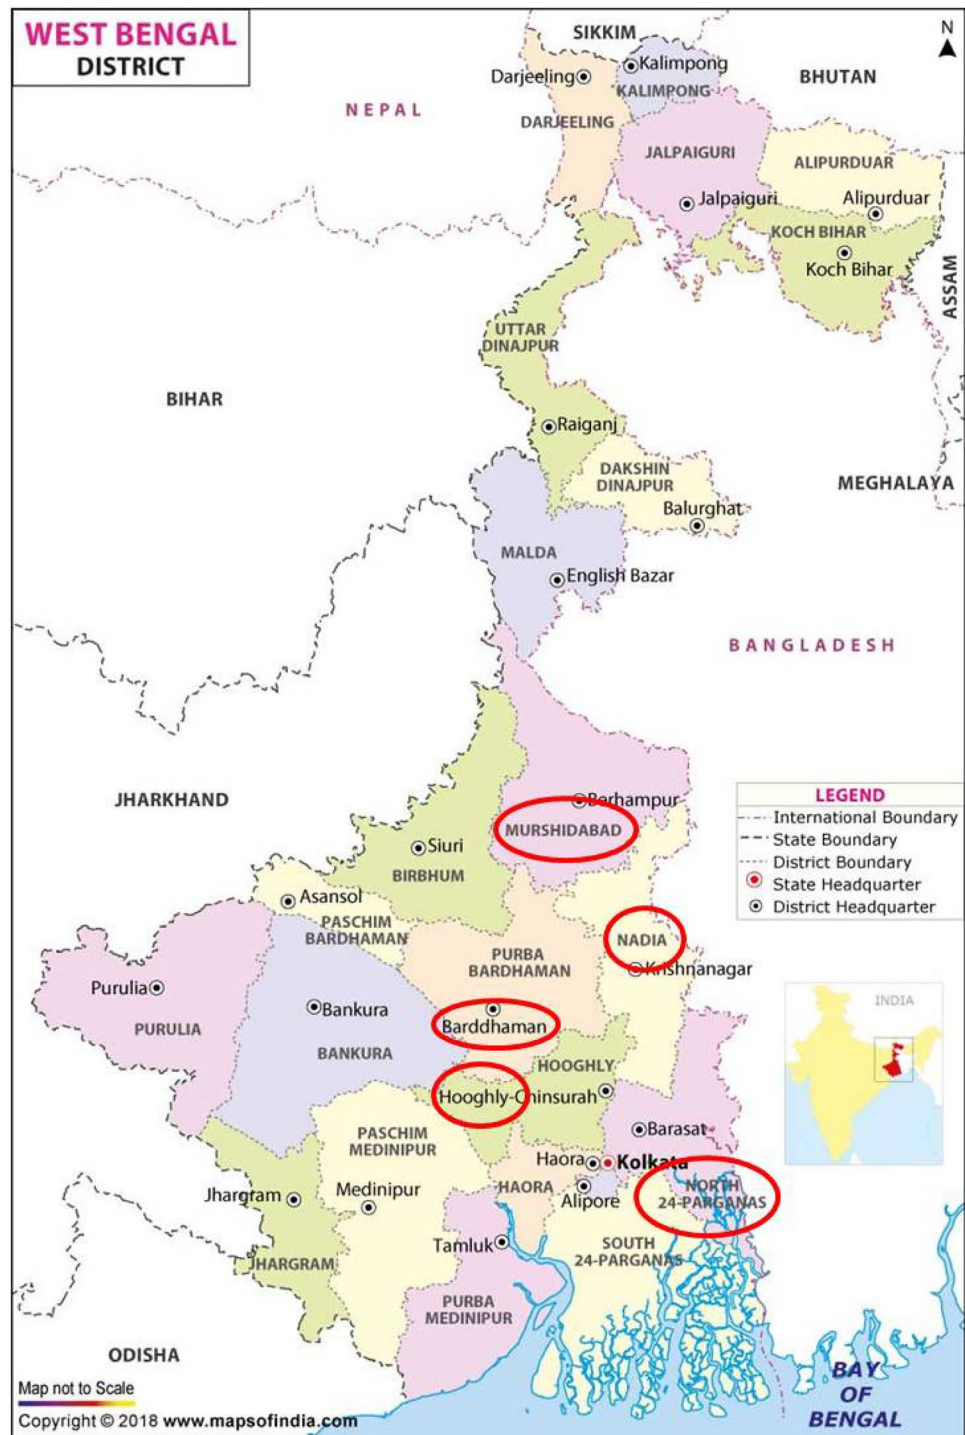 WEST BENGAL
DISTRICT
SIKKIM
N
Kalimpong
Darjeeling
KALIMPONG
BHUTAN
NEPAL
DARJEELING
JALPAIGURI
ALIPURDUAR
Jalpaiguri
Alipurduar
KOCH BIHAR
Koch Bihar
ASSAM
UTTAR
DINAJPUR
BIHAR
Raiganj
DAKSHIN
DINAJPUR
MEGHALAYA
Balurghat
MALDA
English Bazar
BANGLADESH
JHARKHAND
Berhampur
MURSHIDABAD
LEGEND
International Boundary
State Boundary
District Boundary
State Headquarter
District Headquarter
Siuri
BIRBHUM
Asansol
PASCHIM
BARDHAMAN
NADIA
PURBA
BARDHAMAN
Krishnanagar
Purulia
PURULIA
Bankura
BANKURA
Barddhaman
INDIA
HOOGHLY
Hooghly-Chinsurah
PASCHIM
MEDINIPUR
Barasat
Haora
Kolkata
HAORA
Alipore
NORTH
24-PARGANAS
Jhargram
Medinipur
JHARGRAM
Tamluk
SOUTH
24-PARGANAS
PURBA
MEDINIPUR
ODISHA
BAY
OF
BENGAL
Map not to Scale
Copyright © 2018 www.mapsofindia.com